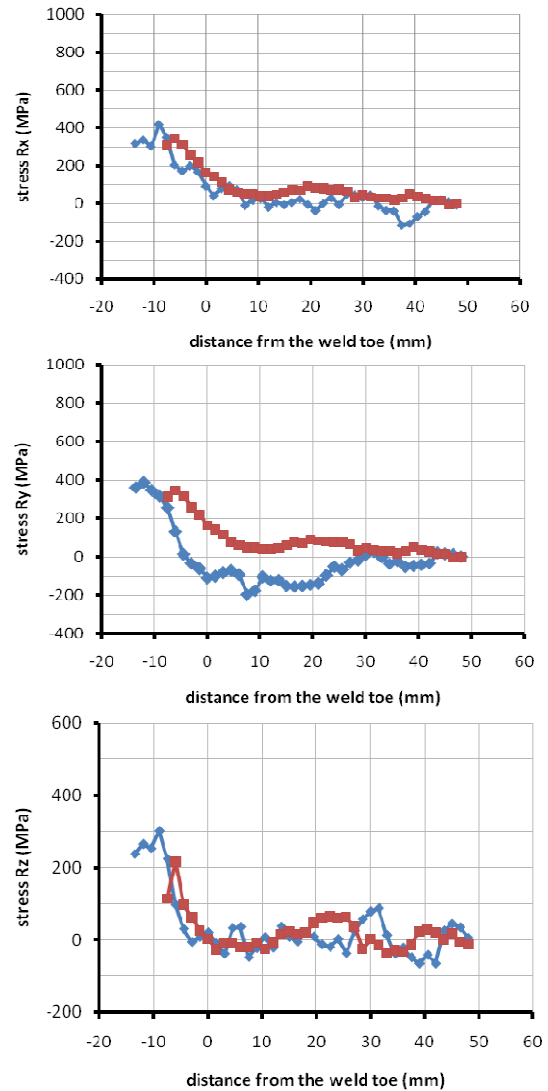 1000
800
600
400
200
0
-200
-400
-20 -10 0 10 20 30 40 50 60
stress Rx (MPa)
distance frm the weld toe (mm)
1000
800
600
400
200
0
-200
-400
-20 -10 0 10 20 30 40 50 60
stress Ry (MPa)
distance from the weld toe (mm)
600
400
200
0
-200
-20 -10 0 10 20 30 40 50 60
stress Rz (MPa)
distance from the weld toe (mm)